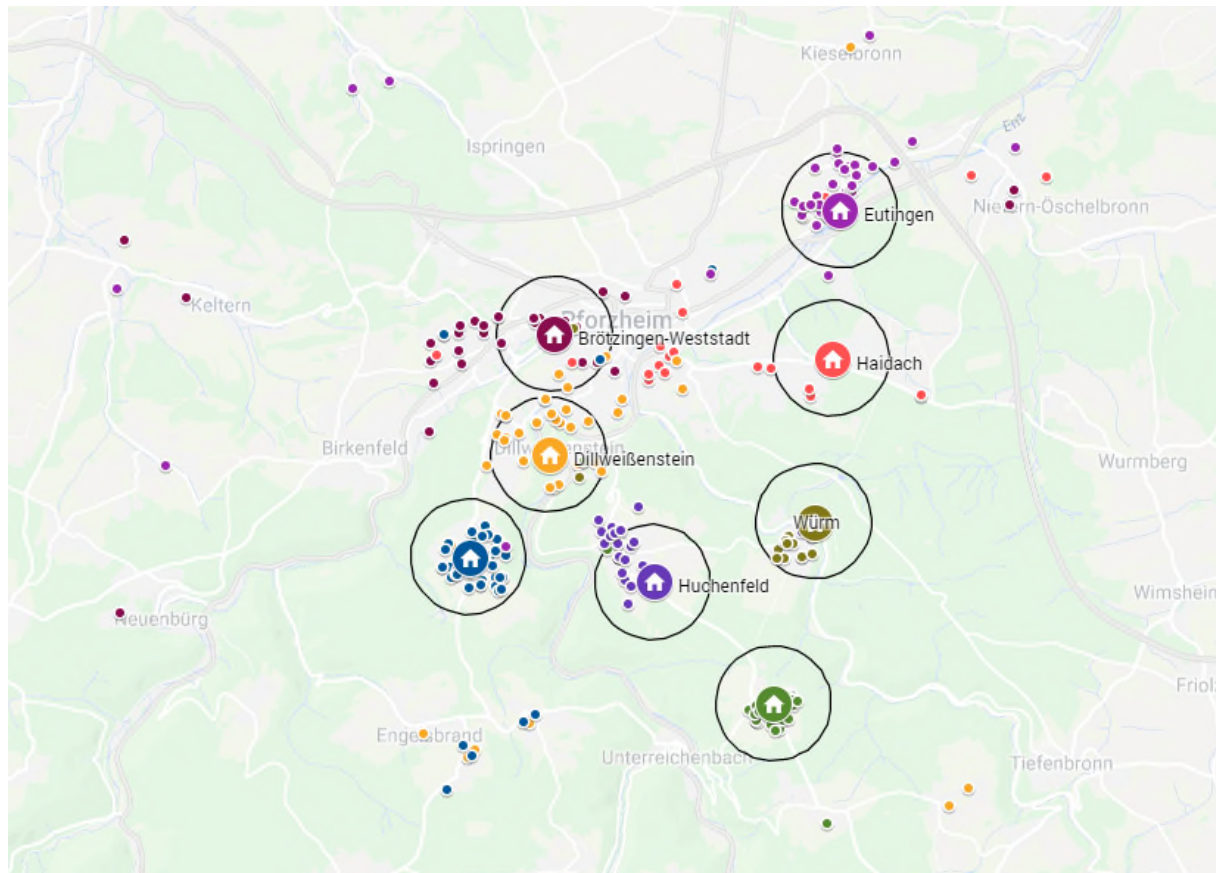 Kieselbronn
Enz
Ispringen
Eutingen
Niefern-Öschelbronn
Keltern
Pforzheim
Brötzingen-Weststadt
Haidach
Birkenfeld
Dillweißenstein
Dillweißenstein
Wurmberg
Würm
Huchenfeld
Wimsheim
Neuenbürg
Friolz
Engelsbrand
Unterreichenbach
Tiefenbronn